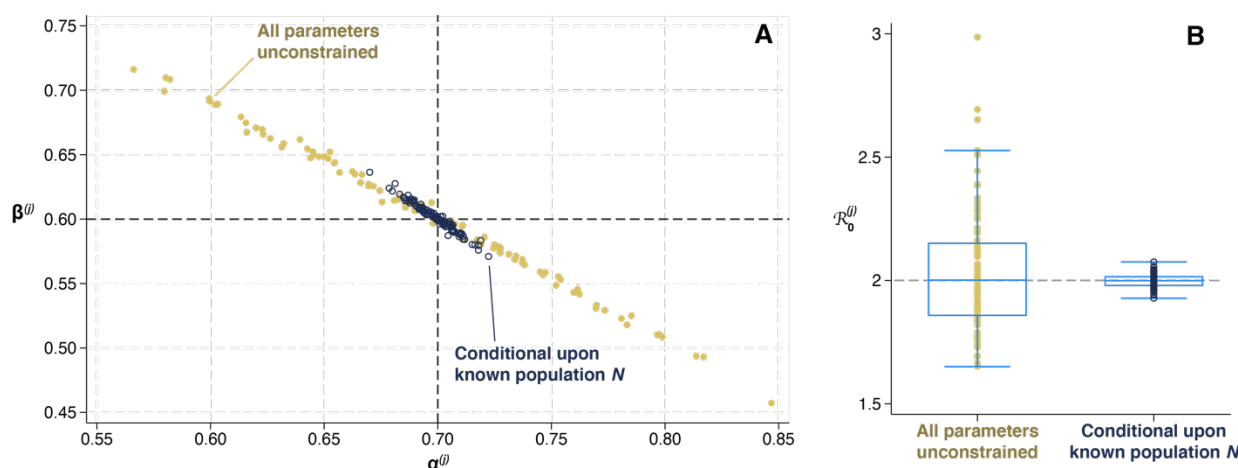 A
All parameters
unconstrained
0.75
0.70
0.65
0.60
0.55
0.50
0.45
β(j)
Conditional upon
known population N
0.55
0.60
0.65
0.70
0.75
0.80
0.85
α(j)
B
3
2.5
2
1.5
ℛ0(j)
All parameters
unconstrained
Conditional upon
known population N